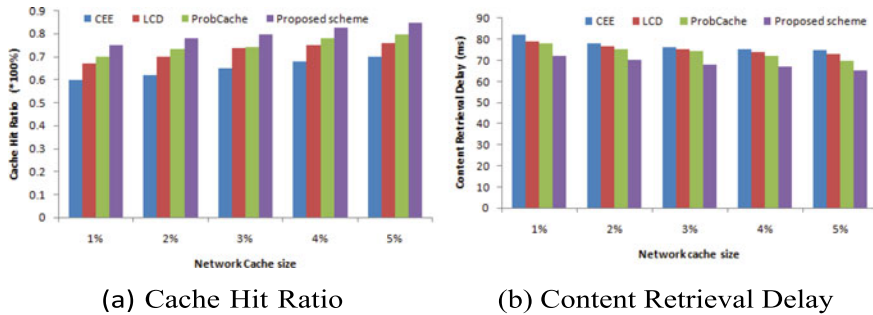 CEE LCD ProbCache Proposed scheme
Cache Hit Ratio (*100%)
0.9
0.8
0.7
0.6
0.5
0.4
0.3
0.2
0.1
0
1% 2% 3% 4% 5%
Network Cache size
(a) Cache Hit Ratio
CEE LCD ProbCache Proposed scheme
Content Retrieval Delay (ms)
90
80
70
60
50
40
30
20
10
0
1% 2% 3% 4% 5%
Network cache size
(b) Content Retrieval Delay